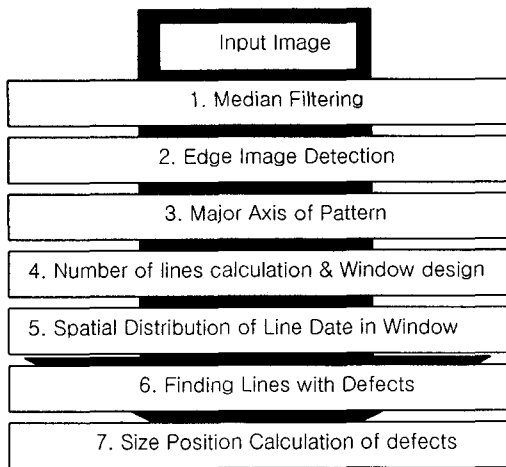 Input Image
1. Median Filtering
2. Edge Image Detection
3. Major Axis of Pattern
4. Number of lines calculation & Window design
5. Spatial Distribution of Line Date in Window
6. Finding Lines with Defects
7. Size Position Calculation of defects